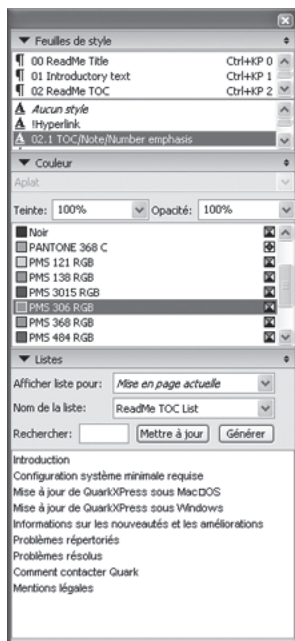 Feuilles de style
¶ 00 ReadMe Title Ctrl+KP 0
¶ 01 Introductory text Ctrl+KP 1
¶ 02 ReadMe TOC Ctrl+KP 2
A Aucun style
A !Hyperlink
A 02.1 TOC/Note/Number emphasis
Couleur
Aplat
Teinte: 100% Opacité: 100%
Noir
PANTONE 368 C
PMS 121 RGB
PMS 138 RGB
PMS 3015 RGB
PMS 306 RGB
PMS 368 RGB
PMS 484 RGB
Listes
Afficher liste pour: Mise en page actuelle
Nom de la liste: ReadMe TOC List
Rechercher: Mettre à jour Générer
Introduction
Configuration système minimale requise
Mise à jour de QuarkXPress sous Mac□OS
Mise à jour de QuarkXPress sous Windows
Informations sur les nouveautés et les améliorations
Problèmes répertoriés
Problèmes résolus
Comment contacter Quark
Mentions légales